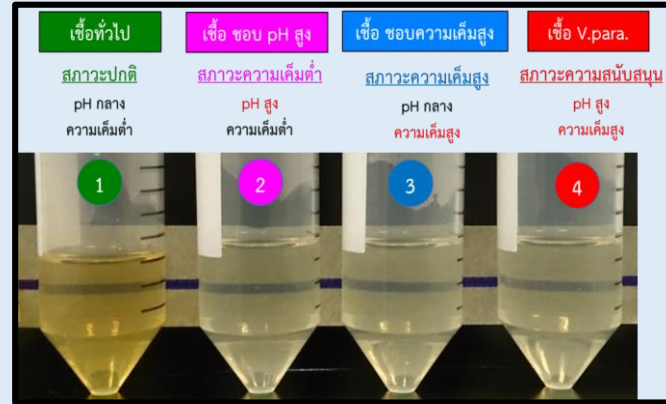 เชื้อทั่วไป
สภาวะปกติ
pH กลาง
ความเค็มต่ำ
1
เชื้อ ชอบ pH สูง
สภาวะความเค็มต่ำ
pH สูง
ความเค็มต่ำ
2
เชื้อ ชอบความเค็มสูง
สภาวะความเค็มสูง
pH กลาง
ความเค็มสูง
3
เชื้อ V.para.
สภาวะความสนับสนุน
pH สูง
ความเค็มสูง
4